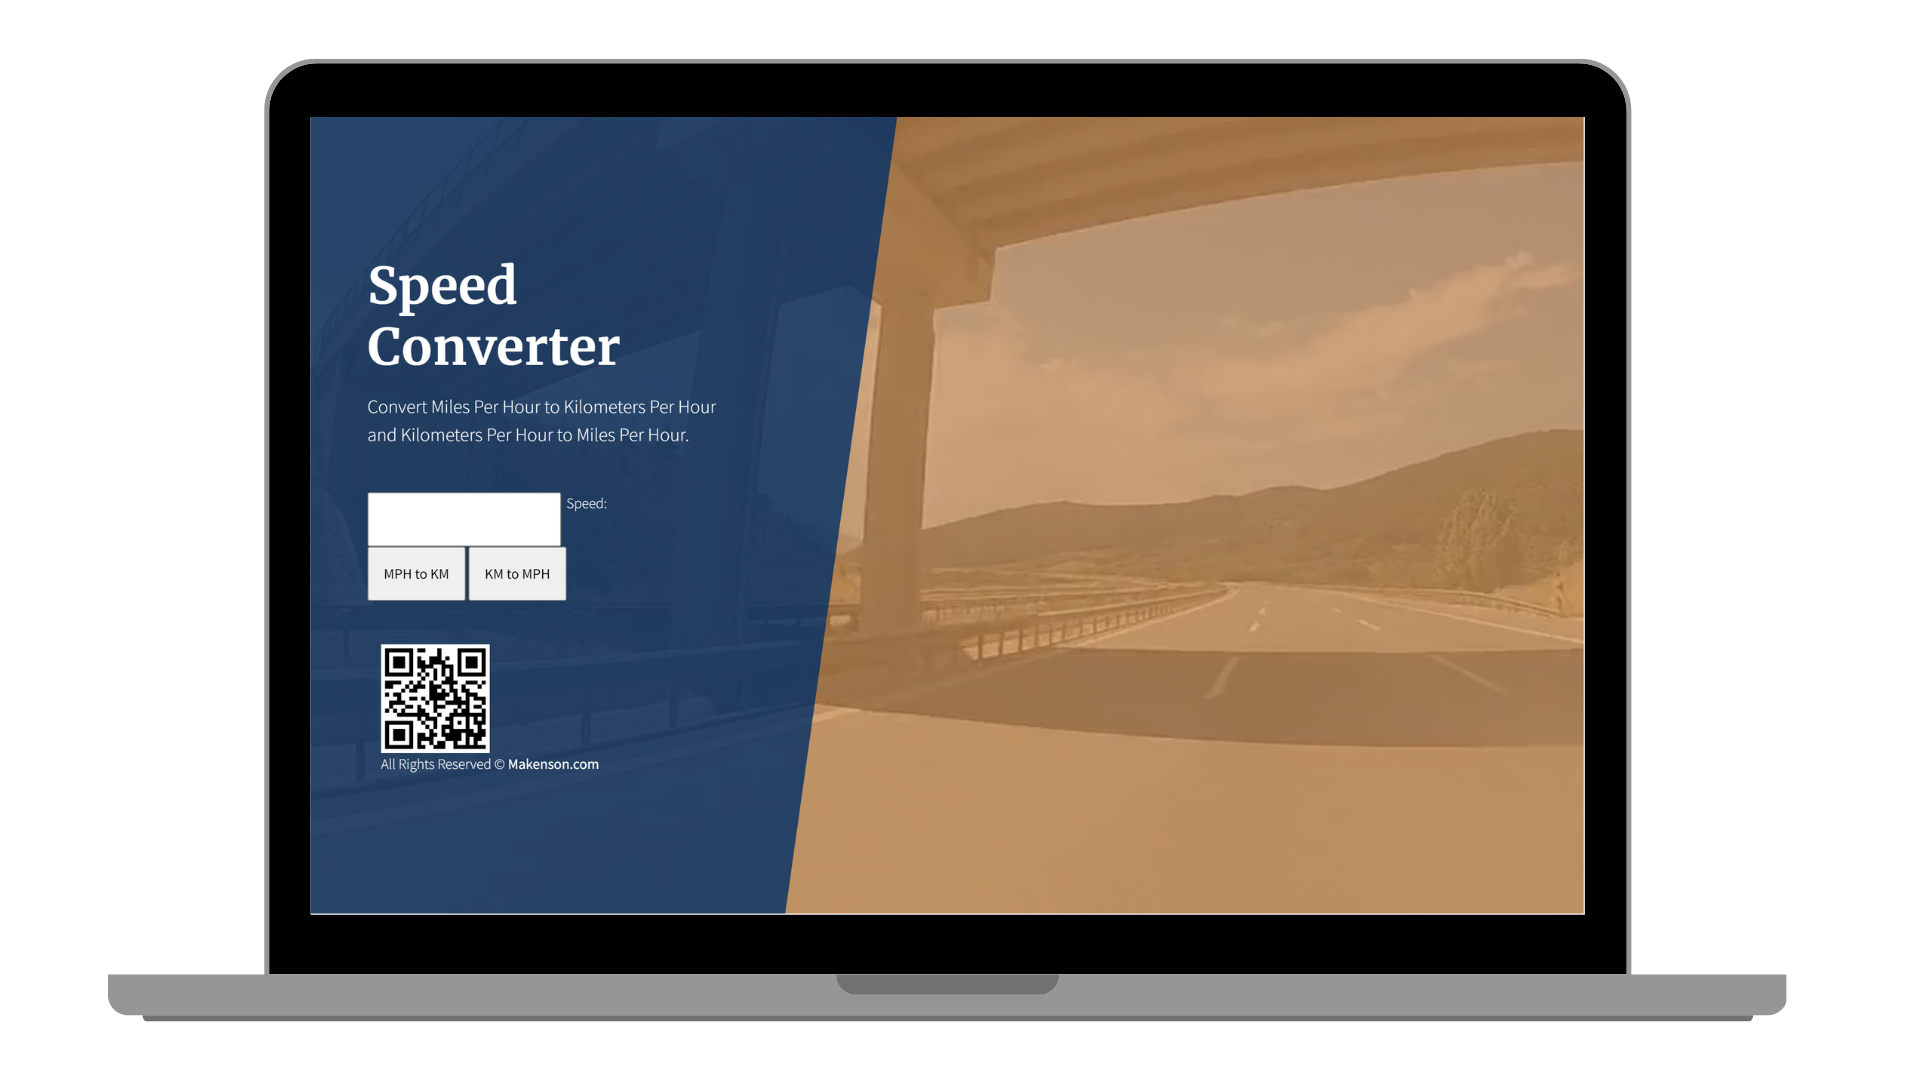 Speed
Converter
Convert Miles Per Hour to Kilometers Per Hour
and Kilometers Per Hour to Miles Per Hour.
Speed:
MPH to KM
KM to MPH
All Rights Reserved © Makenson.com